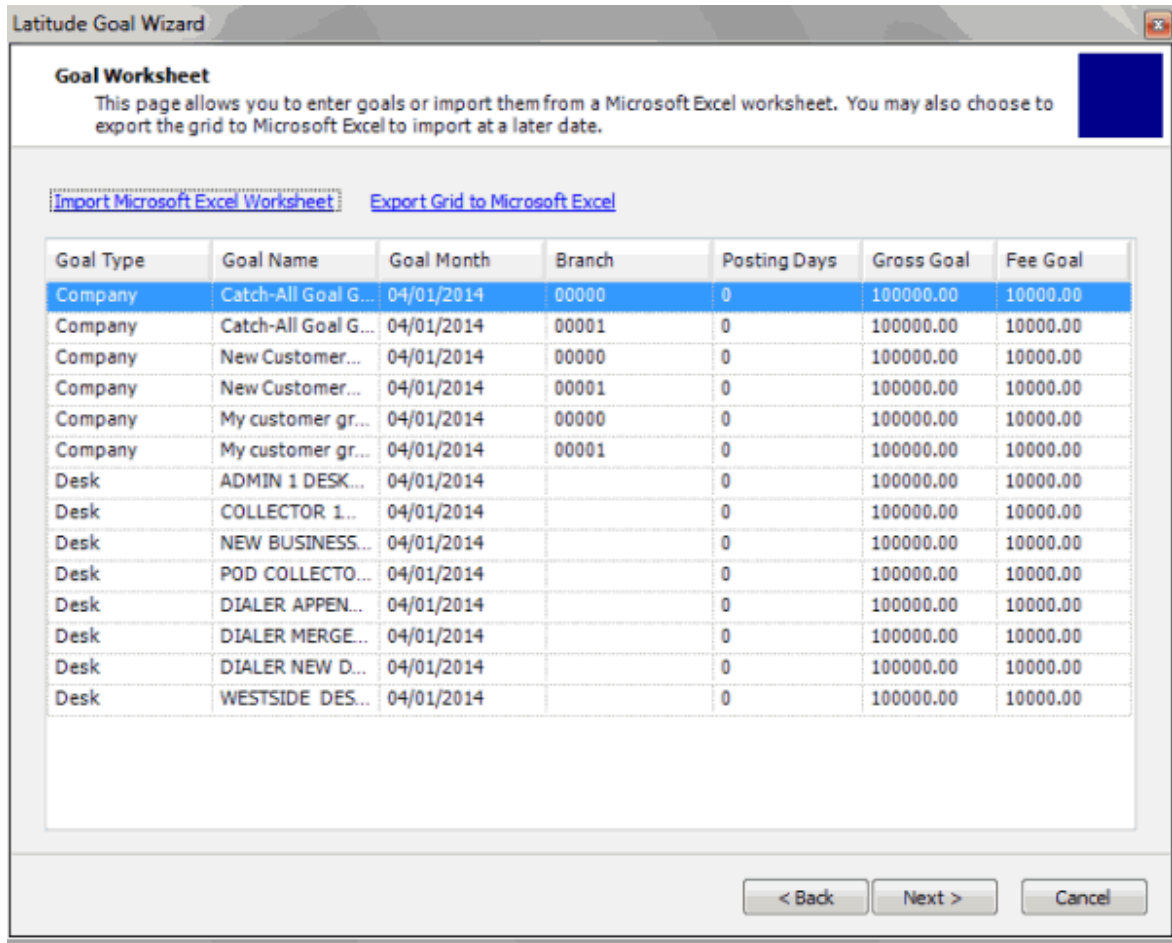 Latitude Goal Wizard
Goal Worksheet
This page allows you to enter goals or import them from a Microsoft Excel worksheet. You may also choose to
export the grid to Microsoft Excel to import at a later date.
Import Microsoft Excel Worksheet Export Grid to Microsoft Excel
Goal Type Goal Name Goal Month Branch Posting Days Gross Goal Fee Goal
Company Catch-All Goal G... 04/01/2014 00000 0 100000.00 10000.00
Company Catch-All Goal G... 04/01/2014 00001 0 100000.00 10000.00
Company New Customer... 04/01/2014 00000 0 100000.00 10000.00
Company New Customer... 04/01/2014 00001 0 100000.00 10000.00
Company My customer gr... 04/01/2014 00000 0 100000.00 10000.00
Company My customer gr... 04/01/2014 00001 0 100000.00 10000.00
Desk ADMIN 1 DESK... 04/01/2014 0 100000.00 10000.00
Desk COLLECTOR 1... 04/01/2014 0 100000.00 10000.00
Desk NEW BUSINESS... 04/01/2014 0 100000.00 10000.00
Desk POD COLLECTO... 04/01/2014 0 100000.00 10000.00
Desk DIALER APPEN... 04/01/2014 0 100000.00 10000.00
Desk DIALER MERGE... 04/01/2014 0 100000.00 10000.00
Desk DIALER NEW D... 04/01/2014 0 100000.00 10000.00
Desk WESTSIDE DES... 04/01/2014 0 100000.00 10000.00
< Back Next > Cancel